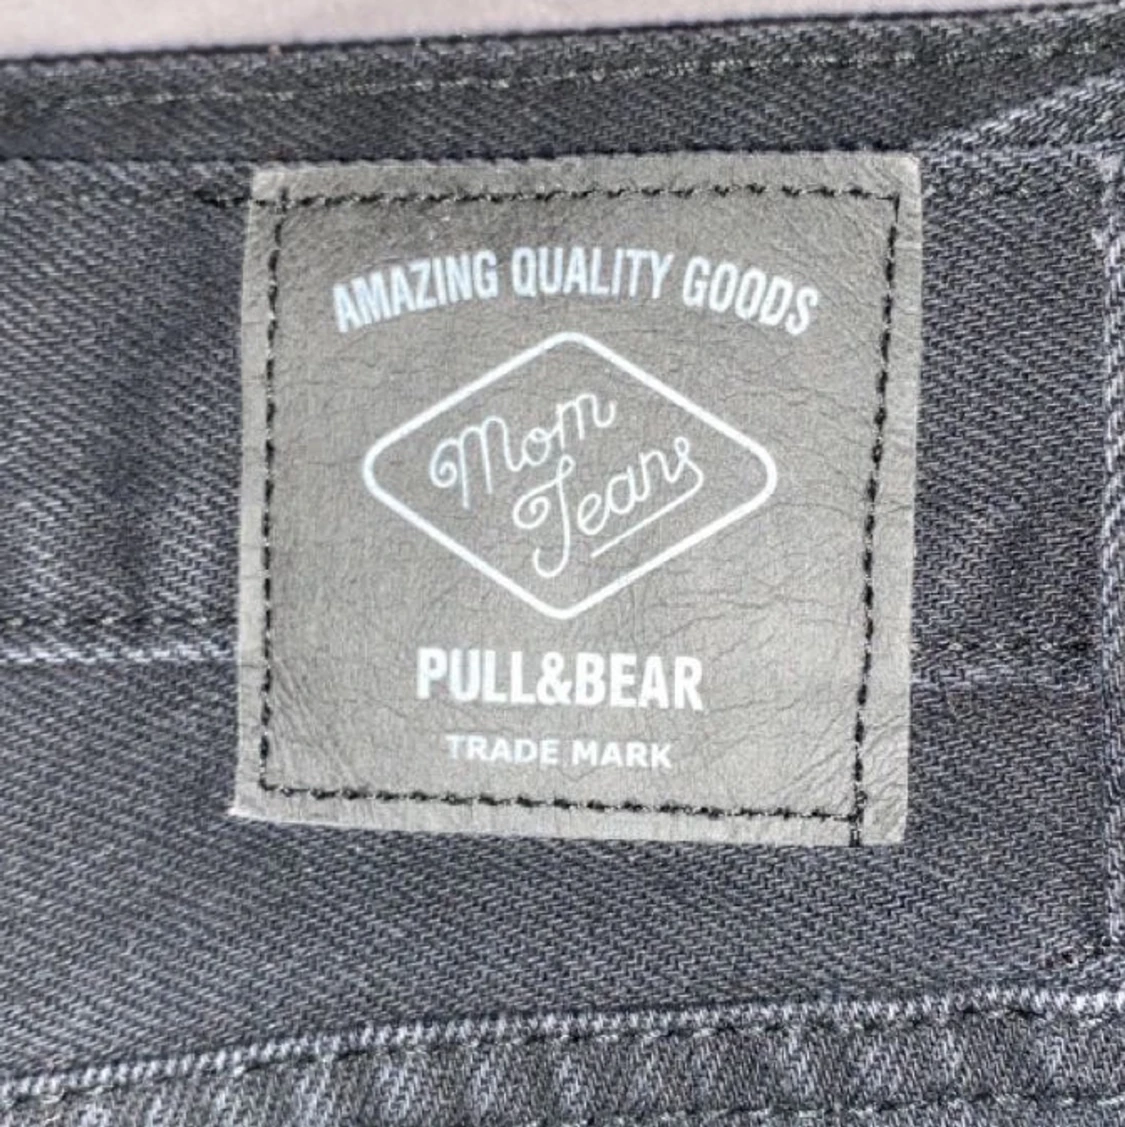 AMAZING QUALITY GOODS
Mom
Jeans
PULL&BEAR
TRADE MARK